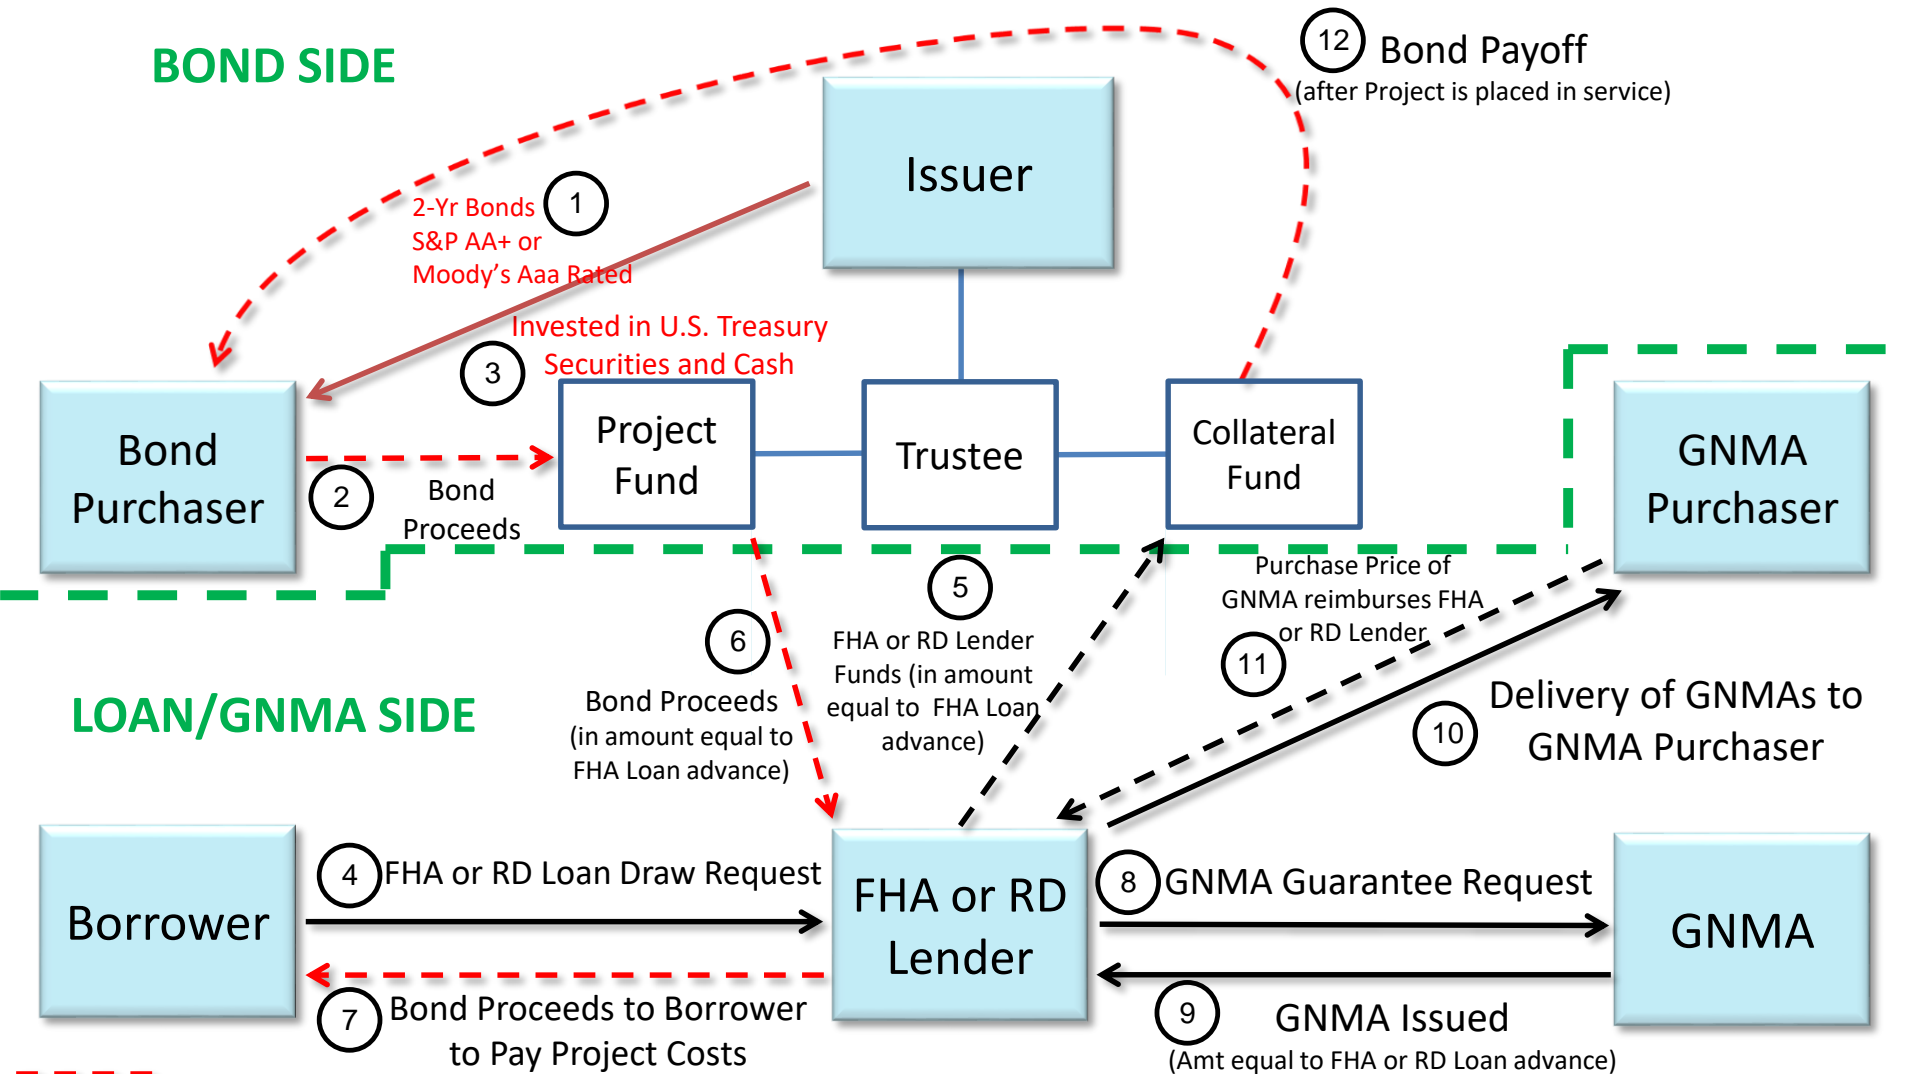 BOND SIDE
12
Bond Payoff
(after Project is placed in service)
Issuer
1
2-Yr Bonds
S&P AA+ or
Moody’s Aaa Rated
Invested in U.S. Treasury
Securities and Cash
3
Bond
Purchaser
2
Bond
Proceeds
Project
Fund
Trustee
Collateral
Fund
GNMA
Purchaser
5
FHA or RD Lender
Funds (in amount
equal to  FHA Loan
advance)
6
Bond Proceeds
(in amount equal to
FHA Loan advance)
Purchase Price of
GNMA reimburses FHA
or RD Lender
11
10
Delivery of GNMAs to
GNMA Purchaser
LOAN/GNMA SIDE
Borrower
4
FHA or RD Loan Draw Request
7
Bond Proceeds to Borrower
to Pay Project Costs
FHA or RD
Lender
8
GNMA Guarantee Request
9
GNMA Issued
(Amt equal to FHA or RD Loan advance)
GNMA